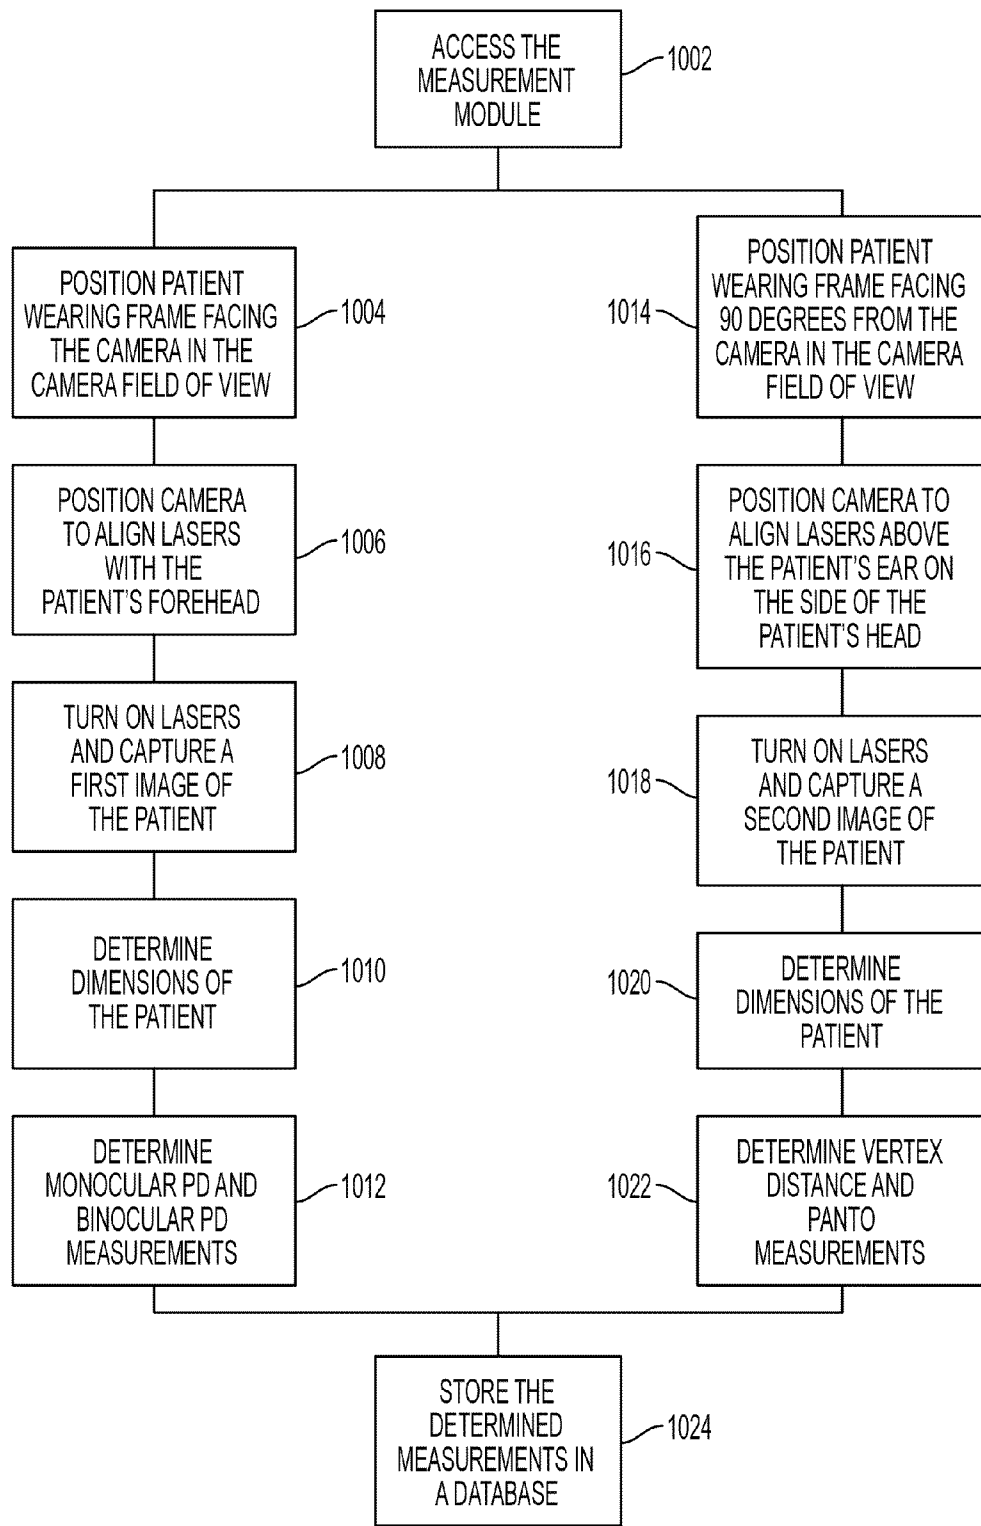 ACCESS THE
MEASUREMENT
MODULE
1002
POSITION PATIENT
WEARING FRAME FACING
THE CAMERA IN THE
CAMERA FIELD OF VIEW
1004
POSITION CAMERA
TO ALIGN LASERS
WITH THE
PATIENT'S FOREHEAD
1006
TURN ON LASERS
AND CAPTURE A
FIRST IMAGE OF
THE PATIENT
1008
DETERMINE
DIMENSIONS OF
THE PATIENT
1010
DETERMINE
MONOCULAR PD AND
BINOCULAR PD
MEASUREMENTS
1012
POSITION PATIENT
WEARING FRAME FACING
90 DEGREES FROM THE
CAMERA IN THE CAMERA
FIELD OF VIEW
1014
POSITION CAMERA TO
ALIGN LASERS ABOVE
THE PATIENT'S EAR ON
THE SIDE OF THE
PATIENT'S HEAD
1016
TURN ON LASERS
AND CAPTURE A
SECOND IMAGE OF
THE PATIENT
1018
DETERMINE
DIMENSIONS OF THE
PATIENT
1020
DETERMINE VERTEX
DISTANCE AND
PANTO
MEASUREMENTS
1022
STORE THE
DETERMINED
MEASUREMENTS IN
A DATABASE
1024